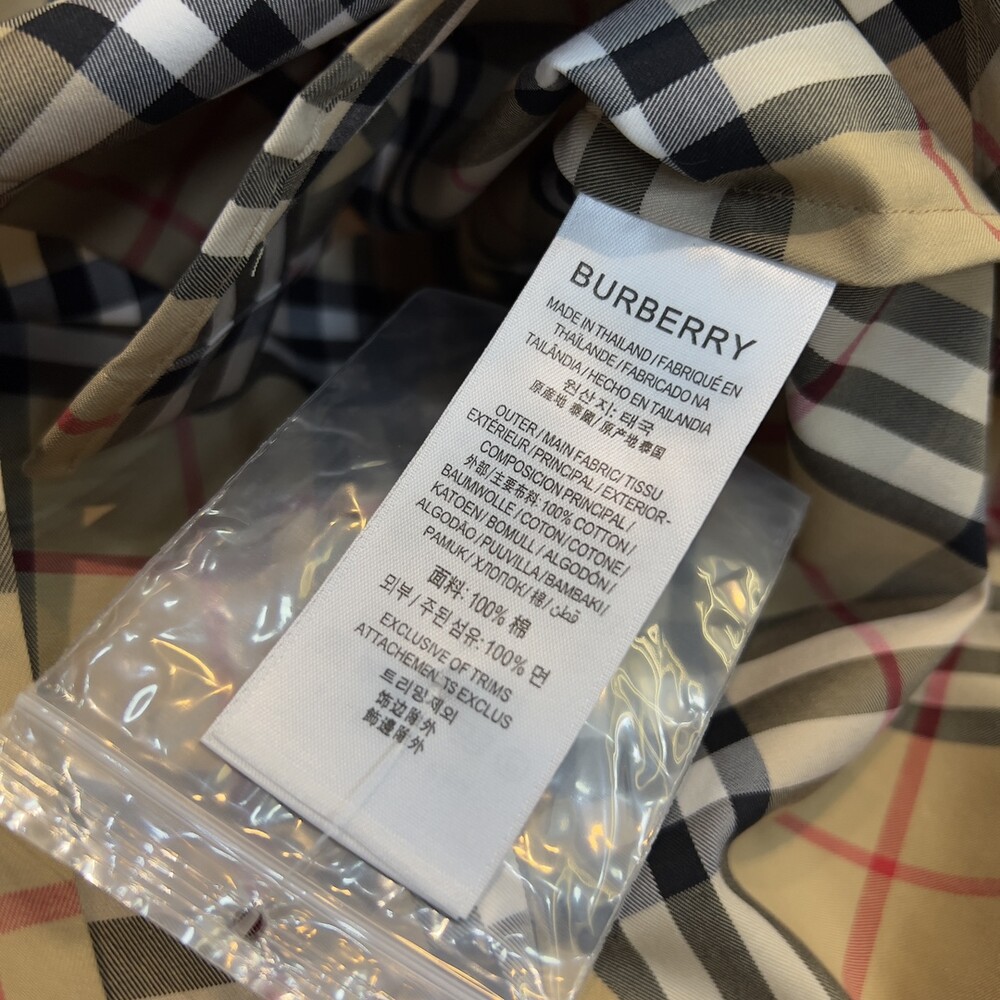 BURBERRY
MADE IN THAILAND / FABRIQUÉ EN
THAÏLANDE / FABRICADO NA
TAILÂNDIA / HECHO EN TAILANDIA
원산지: 태국
原産地 泰國 / 原产地泰国
OUTER / MAIN FABRIC / TISSU
EXTÉRIEUR / PRINCIPAL / EXTERIOR-
COMPOSICION PRINCIPAL /
外部 / 主要布料 100% COTTON /
BAUMWOLLE / COTON / COTONE /
KATOEN / BOMULL / ALGODÓN /
ALGODÃO / PUUVILLA / BAMBAKI /
PAMUK / ХЛОПОК / 棉 / قطن
面料: 100% 棉
외부 / 주된 섬유: 100% 면
EXCLUSIVE OF TRIMS
ATTACHEMENTS EXCLUS
트리밍제외
饰边除外
飾邊除外